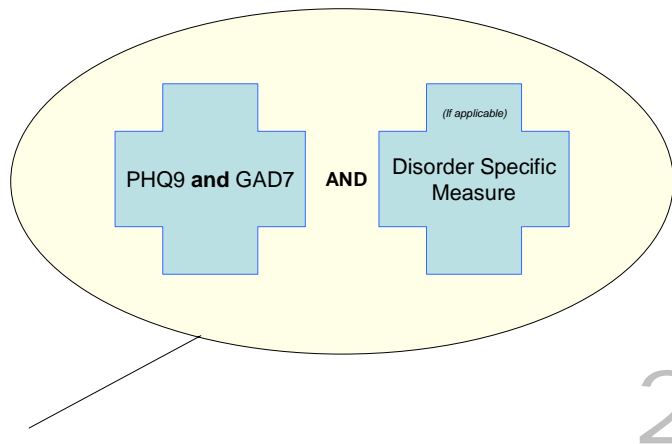 (If applicable)
PHQ9 and GAD7 AND Disorder Specific
Measure
2